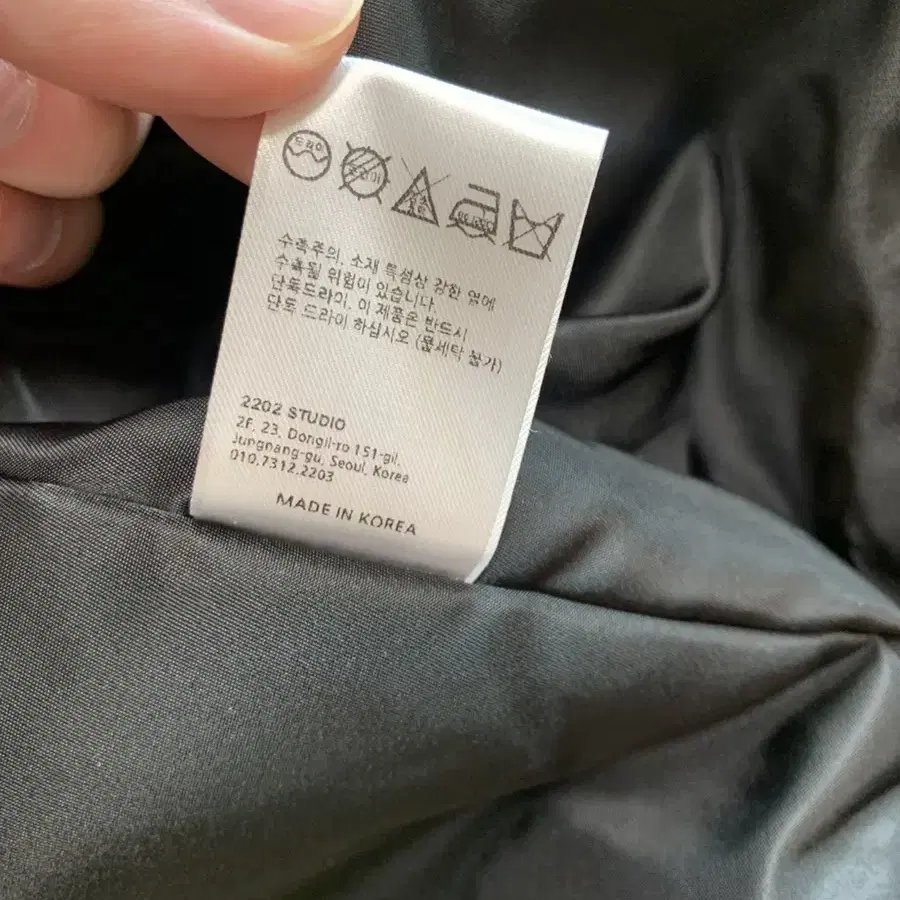 드라이
수축주의. 소재 특성상 강한 열에
수축될 위험이 있습니다.
단독드라이. 이 제품은 반드시
단독 드라이 하십시오 (물세탁 불가)
2202 STUDIO
2F, 23, Dongil-ro 151-gil,
Jungnang-gu, Seoul, Korea
010.7312.2203
MADE IN KOREA